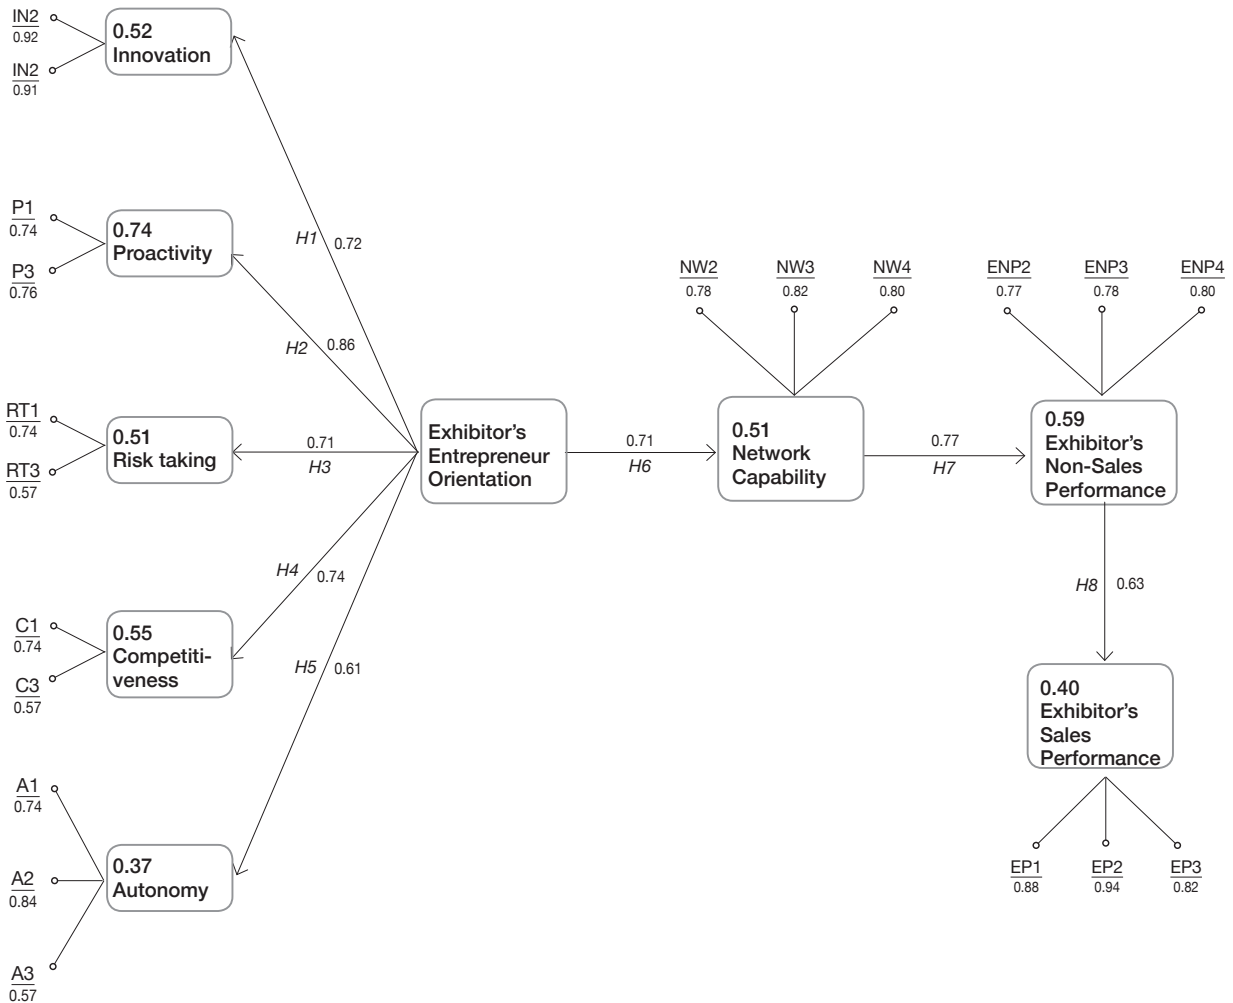 IN2
0.92
IN2
0.91
0.52
Innovation
P1
0.74
P3
0.76
0.74
Proactivity
RT1
0.74
RT3
0.57
0.51
Risk taking
C1
0.74
C3
0.57
0.55
Competiti-
veness
A1
0.74
A2
0.84
A3
0.57
0.37
Autonomy
H1
0.72
H2
0.86
0.71
H3
H4
0.74
H5
0.61
Exhibitor's
Entrepreneur
Orientation
0.71
H6
NW2
0.78
NW3
0.82
NW4
0.80
0.51
Network
Capability
0.77
H7
ENP2
0.77
ENP3
0.78
ENP4
0.80
0.59
Exhibitor's
Non-Sales
Performance
H8
0.63
0.40
Exhibitor's
Sales
Performance
EP1
0.88
EP2
0.94
EP3
0.82